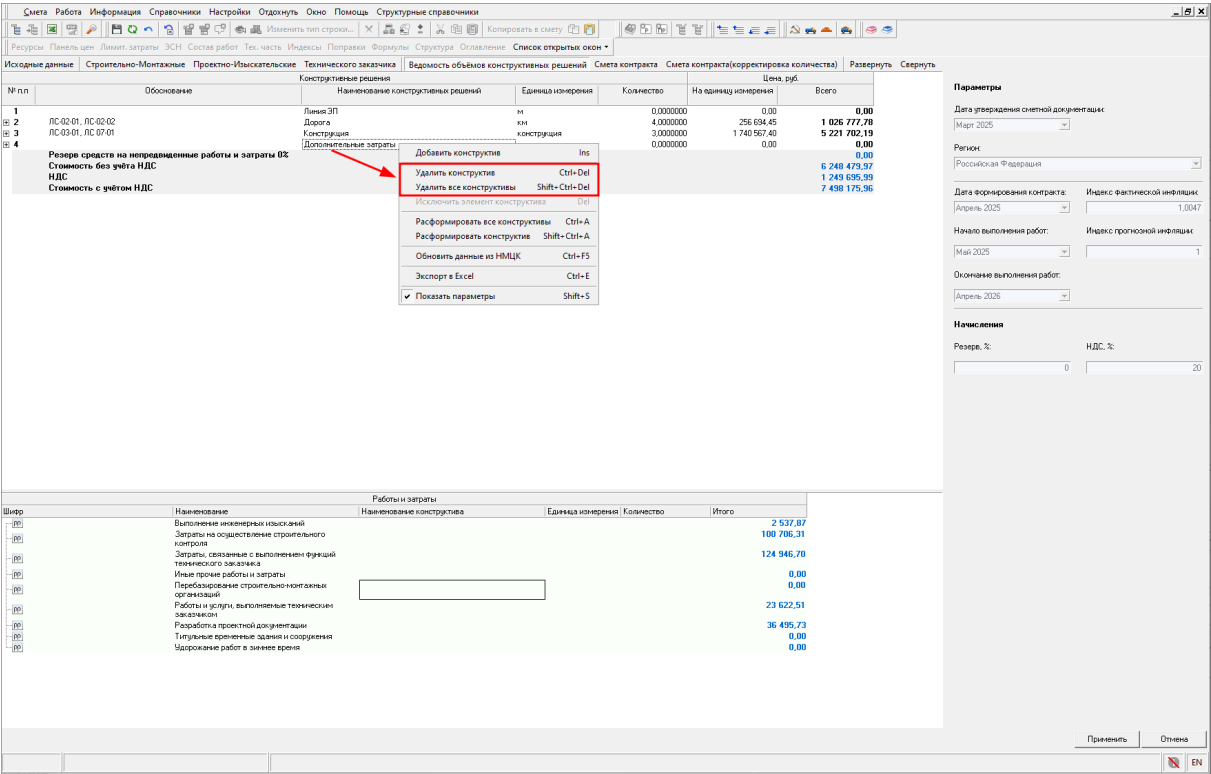 Смета Работа Информация Справочники Настройки Отдохнуть Окно Помощь Структурные справочники
Изменить тип строки... Копировать в смету
Ресурсы Панель цен Лимит. затраты ЭСН Состав работ Тех. часть Индексы Поправки Формулы Структура Оглавление Список открытых окон
Исходные данные Строительно-Монтажные Проектно-Изыскательские Технического заказчика Ведомость объёмов конструктивных решений Смета контракта Смета контракта(корректировка количества) Развернуть Свернуть
Конструктивные решения Цена, руб.
№ п.п Обоснование Наименование конструктивных решений Единица измерения Количество На единицу измерения Всего
1 Линия ЭП м 0,0000000 0,00 0,00
2 ЛС-02-01, ЛС-02-02 Дорога км 4,0000000 256 694,45 1 026 777,78
3 ЛС-03-01, ЛС 07-01 Конструкция конструкция 3,0000000 1 740 567,40 5 221 702,19
4 Дополнительные затраты 0,0000000 0,00 0,00
Резерв средств на непредвиденные работы и затраты 0% 0,00
Стоимость без учёта НДС 6 248 479,97
НДС 1 249 695,99
Стоимость с учётом НДС 7 498 175,96
Добавить конструктив Ins
Удалить конструктив Ctrl+Del
Удалить все конструктивы Shift+Ctrl+Del
Исключить элемент конструктива Del
Расформировать все конструктивы Ctrl+A
Расформировать конструктив Shift+Ctrl+A
Обновить данные из НМЦК Ctrl+F5
Экспорт в Excel Ctrl+E
Показать параметры Shift+S
Параметры
Дата утверждения сметной документации:
Март 2025
Регион:
Российская Федерация
Дата формирования контракта: Индекс фактической инфляции:
Апрель 2025 1,0047
Начало выполнения работ: Индекс прогнозной инфляции:
Май 2025 1
Окончание выполнения работ:
Апрель 2026
Начисления
Резерв, %: НДС, %:
0 20
Работы и затраты
Шифр Наименование Наименование конструктива Единица измерения Количество Итого
РР Выполнение инженерных изысканий 2 537,87
РР Затраты на осуществление строительного 100 706,31
контроля
РР Затраты, связанные с выполнением функций 124 946,70
технического заказчика
РР Иные прочие работы и затраты 0,00
РР Перебазирование строительно-монтажных 0,00
организаций
РР Работы и услуги, выполняемые техническим 23 622,51
заказчиком
РР Разработка проектной документации 36 495,73
РР Титульные временные здания и сооружения 0,00
РР Удорожание работ в зимнее время 0,00
Применить Отмена
EN